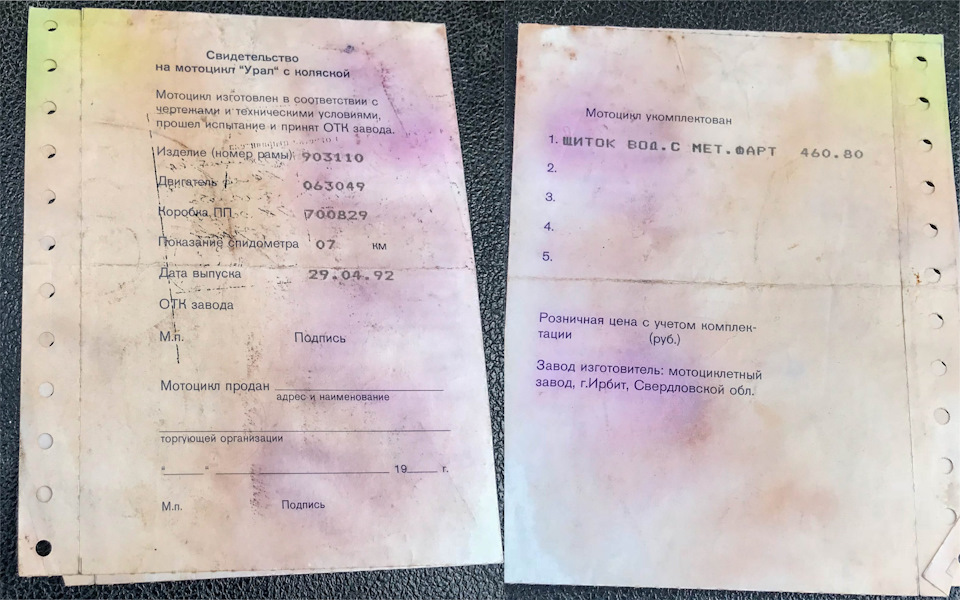 Свидетельство
на мотоцикл "Урал" с коляской
Мотоцикл изготовлен в соответствии с
чертежами и техническими условиями,
прошел испытание и принят ОТК завода.
Изделие (номер рамы) 903110
Двигатель 063049
Коробка ПП 700829
Показание спидометра 07 км
Дата выпуска 29.04.92
ОТК завода
М.п. Подпись
Мотоцикл продан
адрес и наименование
торгующей организации
" " 19 г.
М.п. Подпись
Мотоцикл укомплектован
1. ЩИТОК ВОД.С МЕТ.ФАРТ 460.80
2.
3.
4.
5.
Розничная цена с учетом комплек-
тации (руб.)
Завод изготовитель: мотоциклетный
завод, г.Ирбит, Свердловской обл.